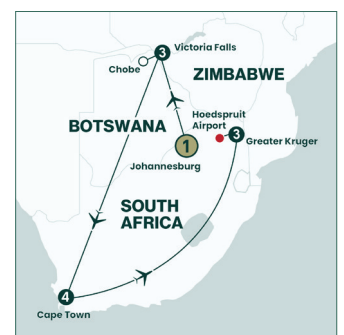 3
Victoria Falls
Chobe
ZIMBABWE
Hoedspruit
Airport
BOTSWANA
3
Greater Kruger
1
Johannesburg
SOUTH
AFRICA
4
Cape Town